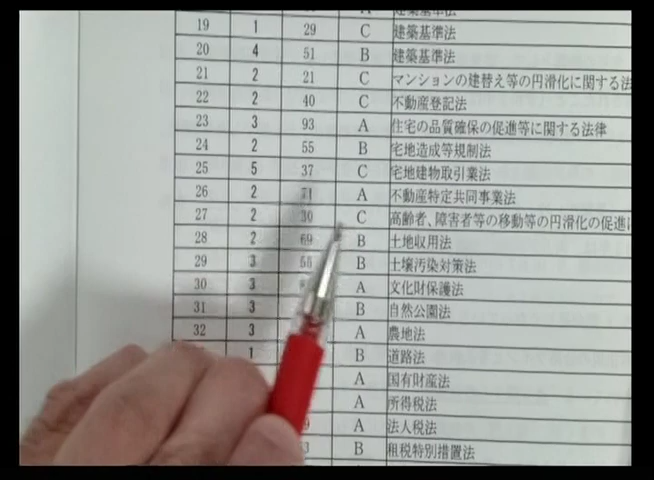 建築基準法
19 1 29 C 建築基準法
20 4 51 B 建築基準法
21 2 21 C マンションの建替え等の円滑化に関する法
22 2 40 C 不動産登記法
23 3 93 A 住宅の品質確保の促進等に関する法律
24 2 55 B 宅地造成等規制法
25 5 37 C 宅地建物取引業法
26 2 71 A 不動産特定共同事業法
27 2 30 C 高齢者、障害者等の移動等の円滑化の促進
28 2 69 B 土地収用法
29 3 B 土壌汚染対策法
30 3 A 文化財保護法
31 3 B 自然公園法
32 3 A 農地法
1 B 道路法
A 国有財産法
A 所得税法
A 法人税法
B 租税特別措置法